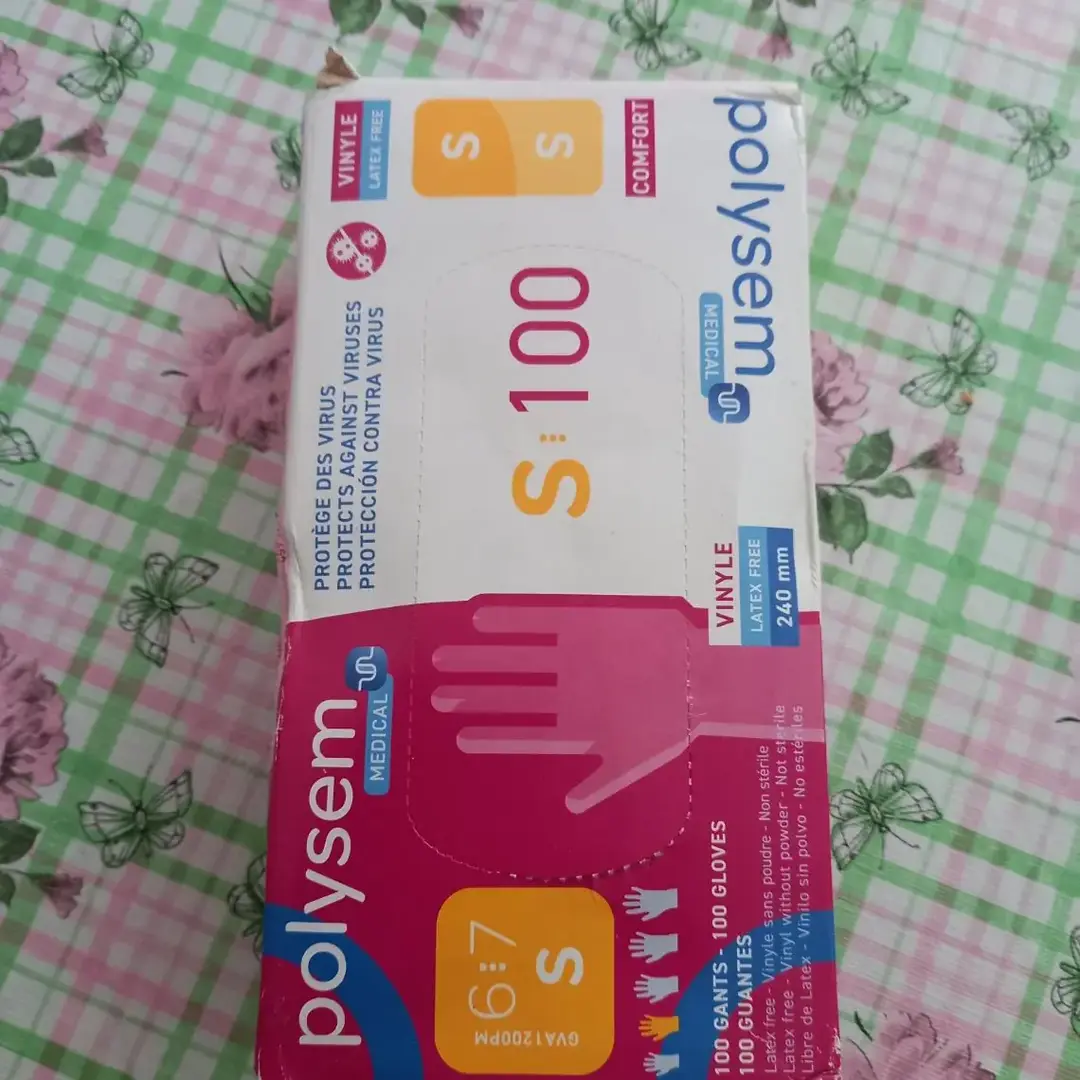 VINYLE
LATEX FREE
S
S
COMFORT
polysem
MEDICAL
PROTÈGE DES VIRUS
PROTECTS AGAINST VIRUSES
PROTECCIÓN CONTRA VIRUS
S:100
VINYLE
LATEX FREE
240 mm
polysem
MEDICAL
6:7
S
GVA1200PM
100 GANTS - 100 GLOVES
100 GUANTES
Latex free - Vinyle sans poudre - Non stérile
Latex free - Vinyl without powder - Not sterile
Libre de Latex - Vinilo sin polvo - No estériles